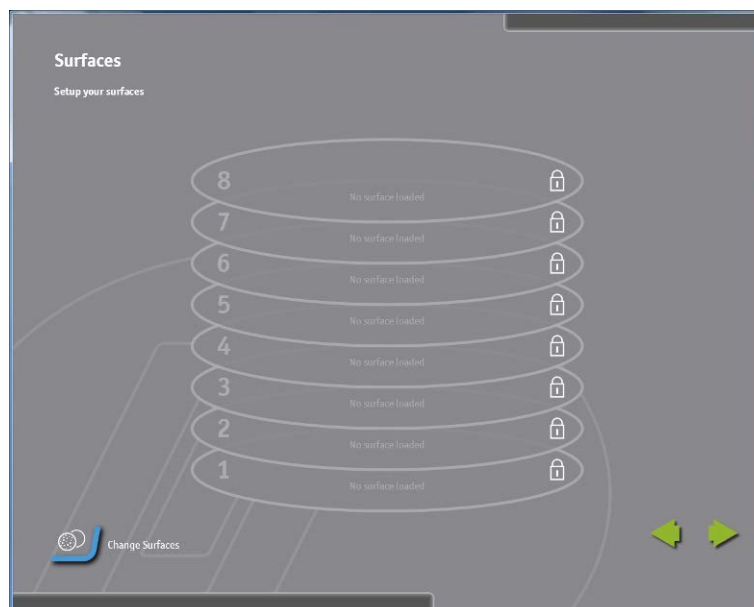 Surfaces
Setup your surfaces
8
No surface loaded
7
No surface loaded
6
No surface loaded
5
No surface loaded
4
No surface loaded
3
No surface loaded
2
No surface loaded
1
No surface loaded
Change Surfaces